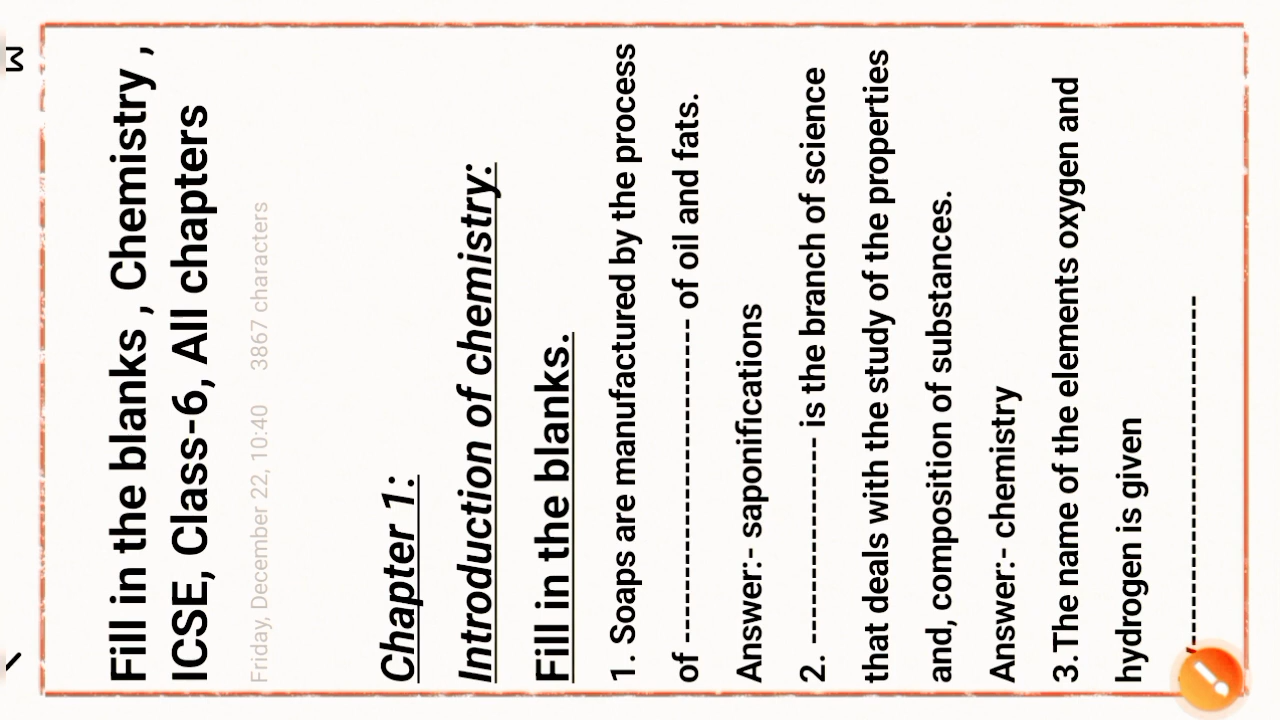 Fill in the blanks , Chemistry ,
ICSE, Class-6, All chapters
Friday, December 22, 10:40 3867 characters
Chapter 1:
Introduction of chemistry:
Fill in the blanks.
1. Soaps are manufactured by the process
of ----------------------------- of oil and fats.
Answer:- saponifications
2. ------------------ is the branch of science
that deals with the study of the properties
and, composition of substances.
Answer:- chemistry
3.The name of the elements oxygen and
hydrogen is given
--------------------------------